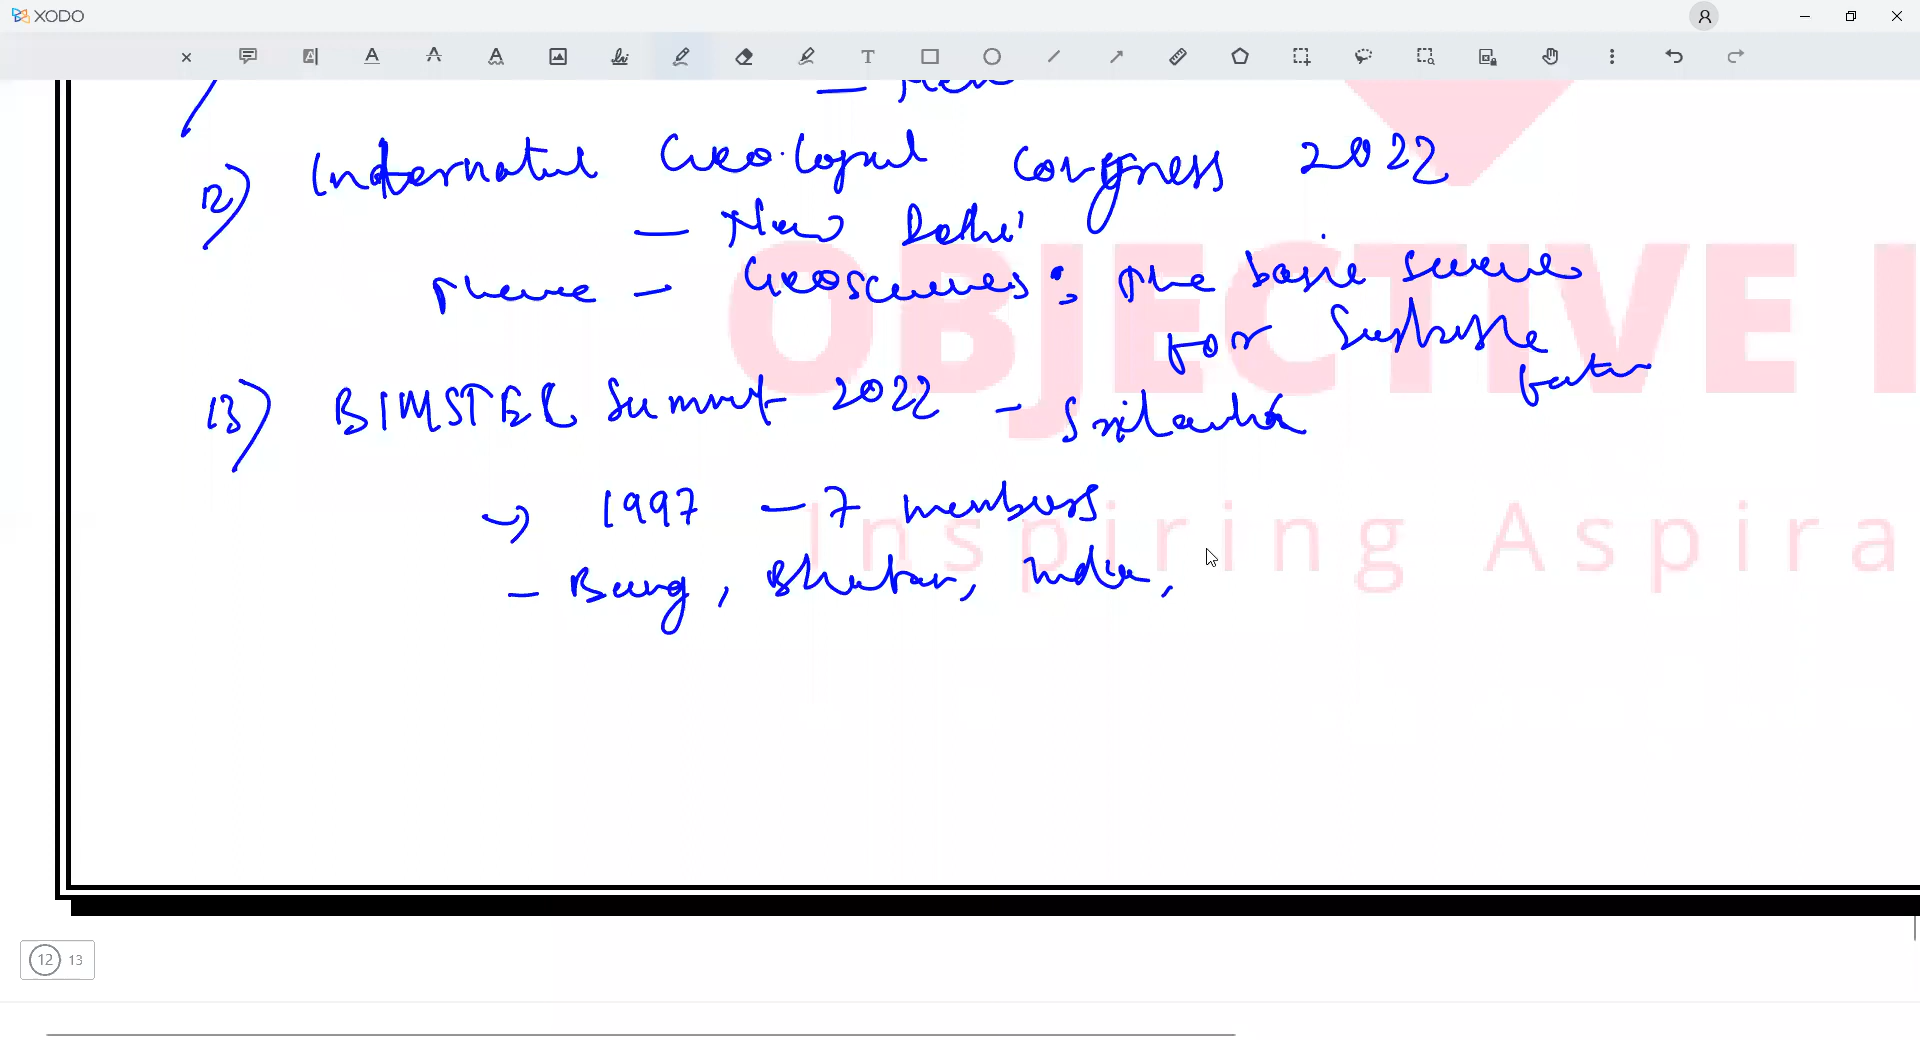 XODO
— New
12) International Geological Congress 2022
— New Delhi
Theme — Geosciences : The basic science
for Sustainable
future
13) BIMSTEC Summit 2022 — Srilanka
→ 1997 — 7 members
— Bang, Bhutan, India,
OBJECTIVE I
Inspiring Aspira
12 13